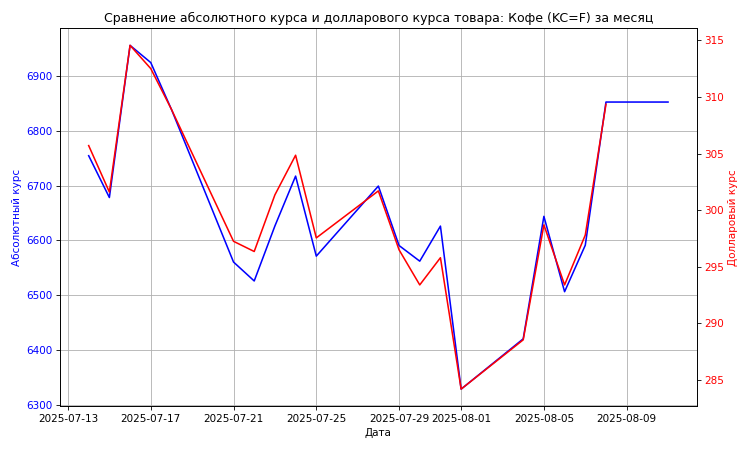 Сравнение абсолютного курса и долларового курса товара: Кофе (KC=F) за месяц
Абсолютный курс
6900
6800
6700
6600
6500
6400
6300
315
310
305
300
295
290
285
Долларовый курс
2025-07-13 2025-07-17 2025-07-21 2025-07-25 2025-07-29 2025-08-01 2025-08-05 2025-08-09
Дата